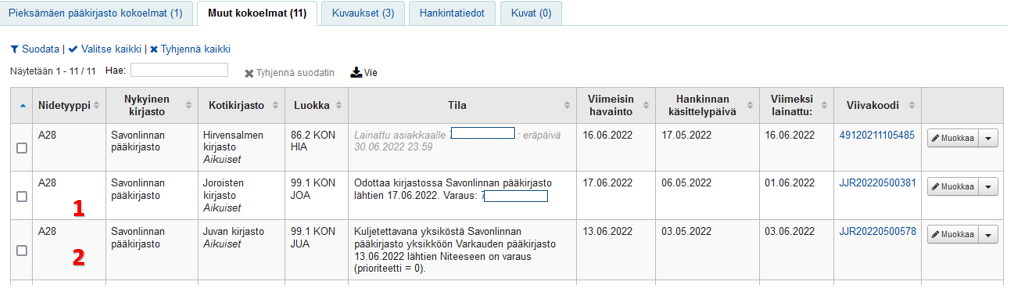 Pieksämäen pääkirjasto kokoelmat (1) Muut kokoelmat (11) Kuvaukset (3) Hankintatiedot Kuvat (0)
Suodata | Valitse kaikki | Tyhjennä kaikki
Näytetään 1 - 11 / 11 Hae: Tyhjennä suodatin Vie
Nidetyyppi Nykyinen kirjasto Kotikirjasto Luokka Tila Viimeisin havainto Hankinnan käsittelypäivä Viimeksi lainattu: Viivakoodi
A28 Savonlinnan Hirvensalmen 86.2 KON Lainattu asiakkaalle : eräpäivä 16.06.2022 17.05.2022 16.06.2022 49120211105485 Muokkaa
pääkirjasto kirjasto HIA 30.06.2022 23:59
Aikuiset
A28 Savonlinnan Joroisten 99.1 KON Odottaa kirjastossa Savonlinnan pääkirjasto 17.06.2022 06.05.2022 01.06.2022 JJR20220500381 Muokkaa
pääkirjasto kirjasto JOA lähtien 17.06.2022. Varaus: 7
1 Aikuiset
A28 Savonlinnan Juvan kirjasto 99.1 KON Kuljetettavana yksiköstä Savonlinnan 13.06.2022 03.05.2022 03.06.2022 JJR20220500578 Muokkaa
pääkirjasto Aikuiset JUA pääkirjasto yksikköön Varkauden pääkirjasto
2 13.06.2022 lähtien Niteeseen on varaus
(prioriteetti = 0).